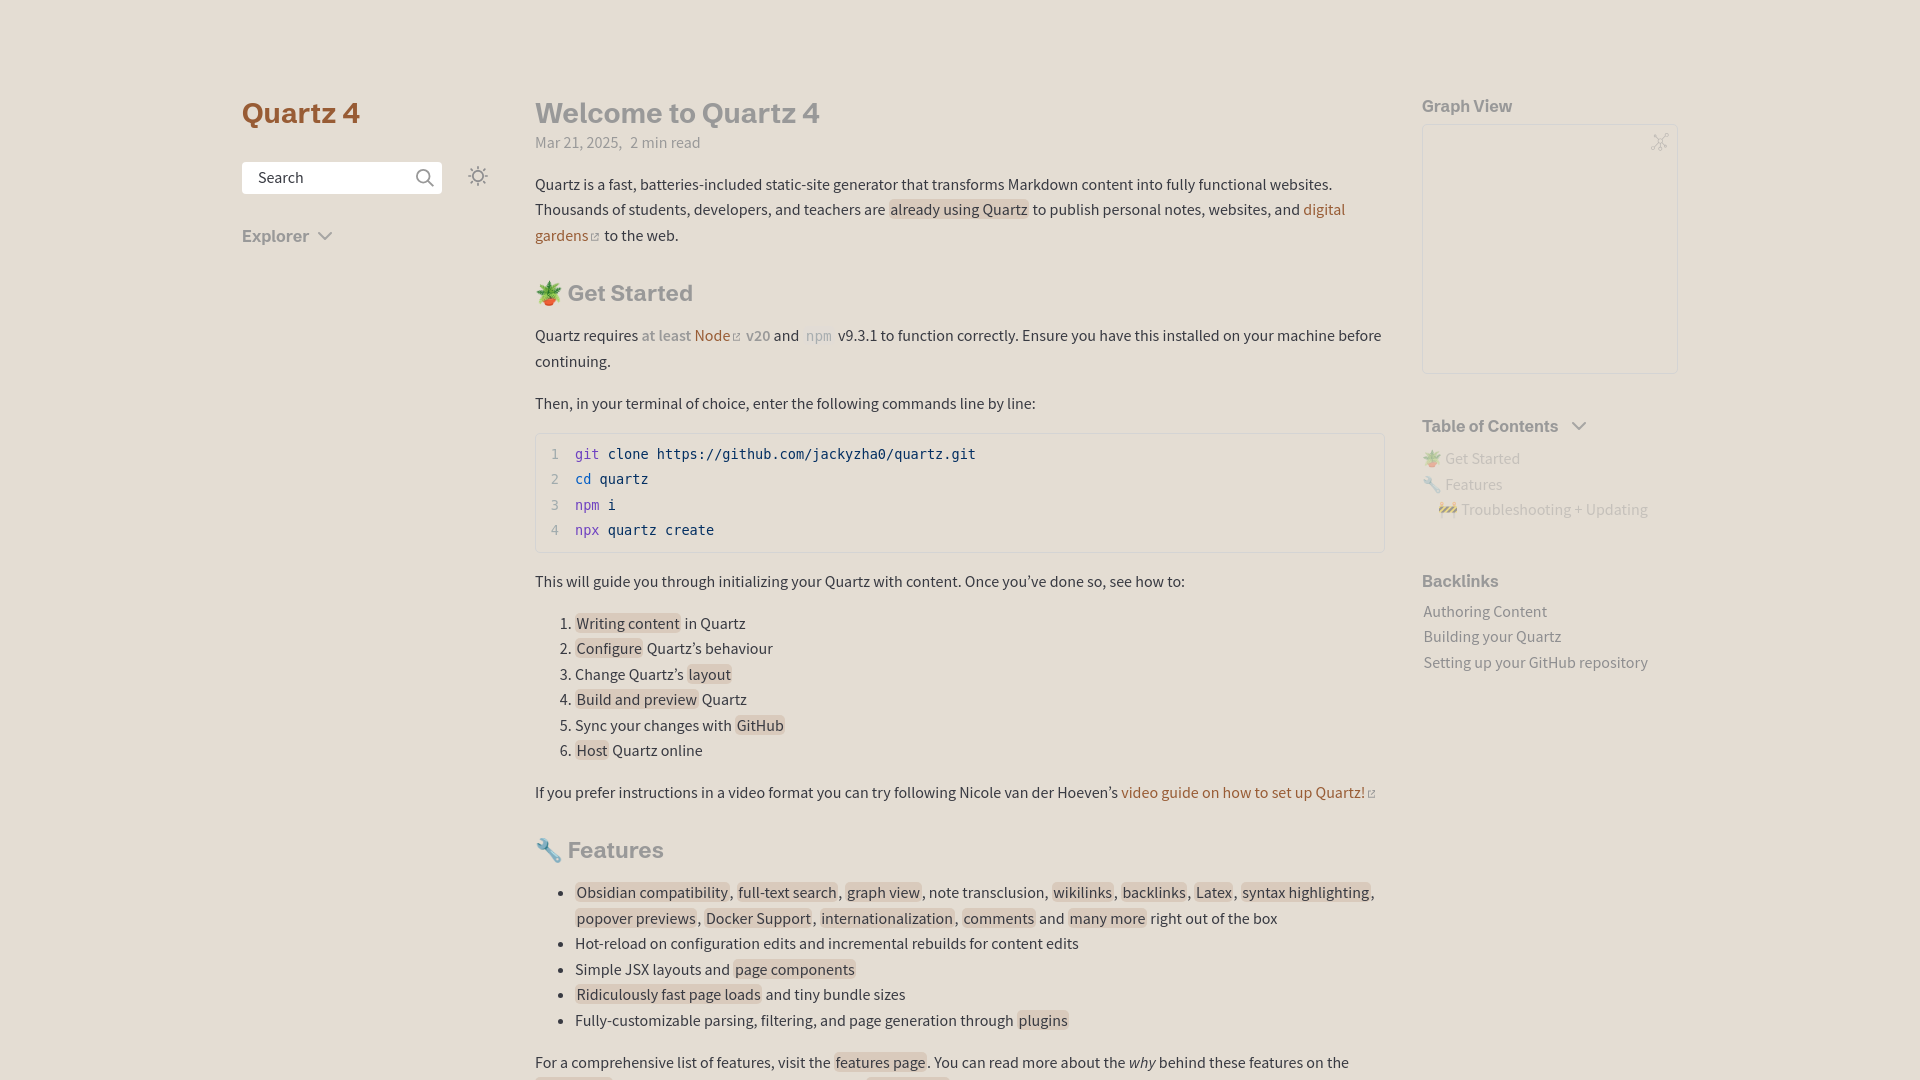 Quartz 4
Search
Explorer
Welcome to Quartz 4
Mar 21, 2025, 2 min read
Quartz is a fast, batteries-included static-site generator that transforms Markdown content into fully functional websites.
Thousands of students, developers, and teachers are already using Quartz to publish personal notes, websites, and digital
gardens to the web.
🪴 Get Started
Quartz requires at least Node v20 and npm v9.3.1 to function correctly. Ensure you have this installed on your machine before
continuing.
Then, in your terminal of choice, enter the following commands line by line:
1 git clone https://github.com/jackyzha0/quartz.git
2 cd quartz
3 npm i
4 npx quartz create
This will guide you through initializing your Quartz with content. Once you’ve done so, see how to:
1. Writing content in Quartz
2. Configure Quartz’s behaviour
3. Change Quartz’s layout
4. Build and preview Quartz
5. Sync your changes with GitHub
6. Host Quartz online
If you prefer instructions in a video format you can try following Nicole van der Hoeven’s video guide on how to set up Quartz!
🔧 Features
• Obsidian compatibility, full-text search, graph view, note transclusion, wikilinks, backlinks, Latex, syntax highlighting,
popover previews, Docker Support, internationalization, comments and many more right out of the box
• Hot-reload on configuration edits and incremental rebuilds for content edits
• Simple JSX layouts and page components
• Ridiculously fast page loads and tiny bundle sizes
• Fully-customizable parsing, filtering, and page generation through plugins
For a comprehensive list of features, visit the features page. You can read more about the why behind these features on the
Graph View
Table of Contents
🪴 Get Started
🔧 Features
🚧 Troubleshooting + Updating
Backlinks
Authoring Content
Building your Quartz
Setting up your GitHub repository